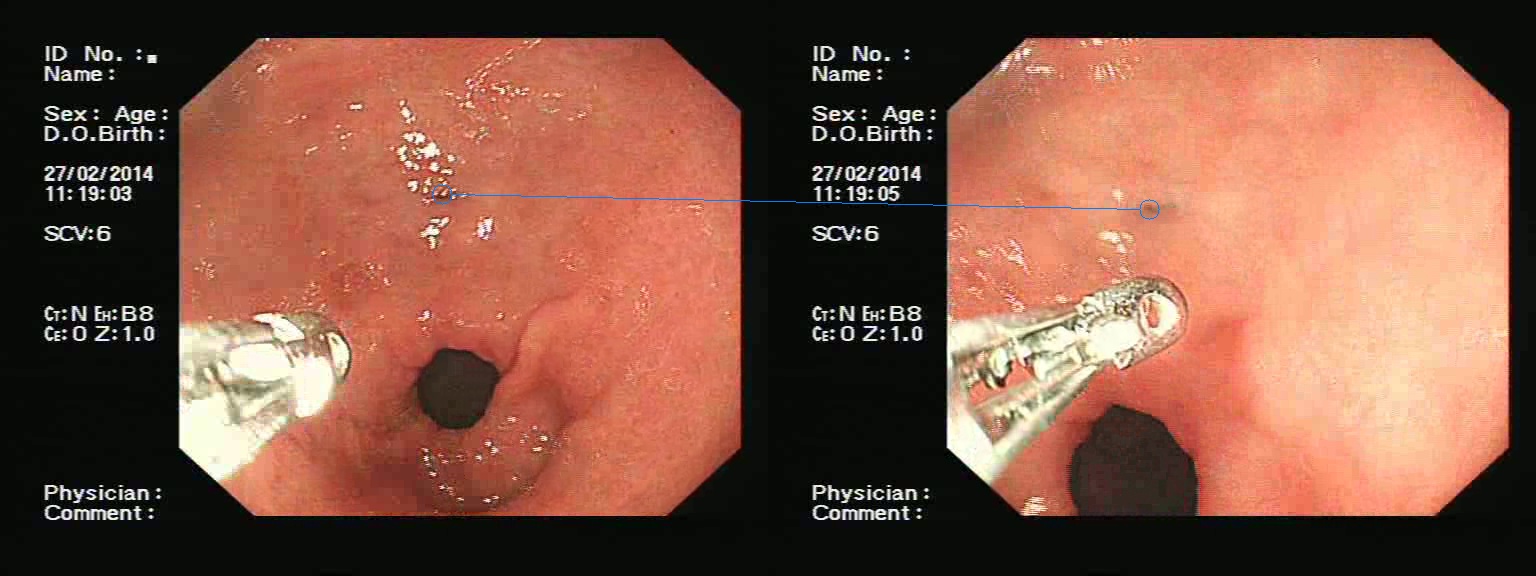 ID No. :
Name:
Sex: Age:
D.O.Birth:
27/02/2014
11:19:03
SCV:6
CT:N EH:B8
CE:0 Z:1.0
Physician:
Comment:
ID No. :
Name:
Sex: Age:
D.O.Birth:
27/02/2014
11:19:05
SCV:6
CT:N EH:B8
CE:0 Z:1.0
Physician:
Comment: